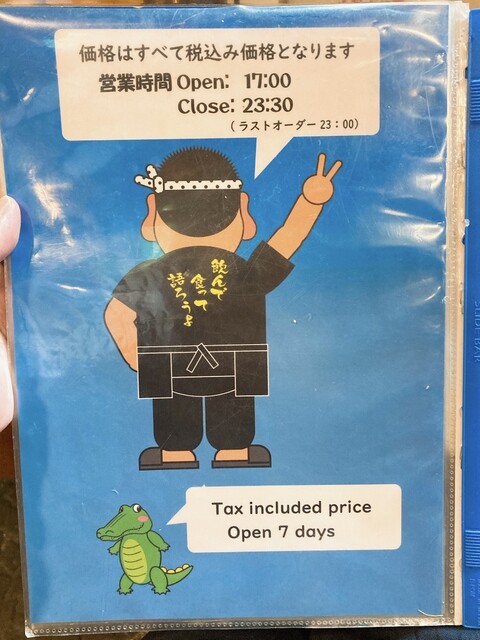 価格はすべて税込み価格となります
営業時間 Open: 17:00
Close: 23:30
(ラストオーダー 23:00)
飲んで
食って
語ろうよ
Tax included price
Open 7 days